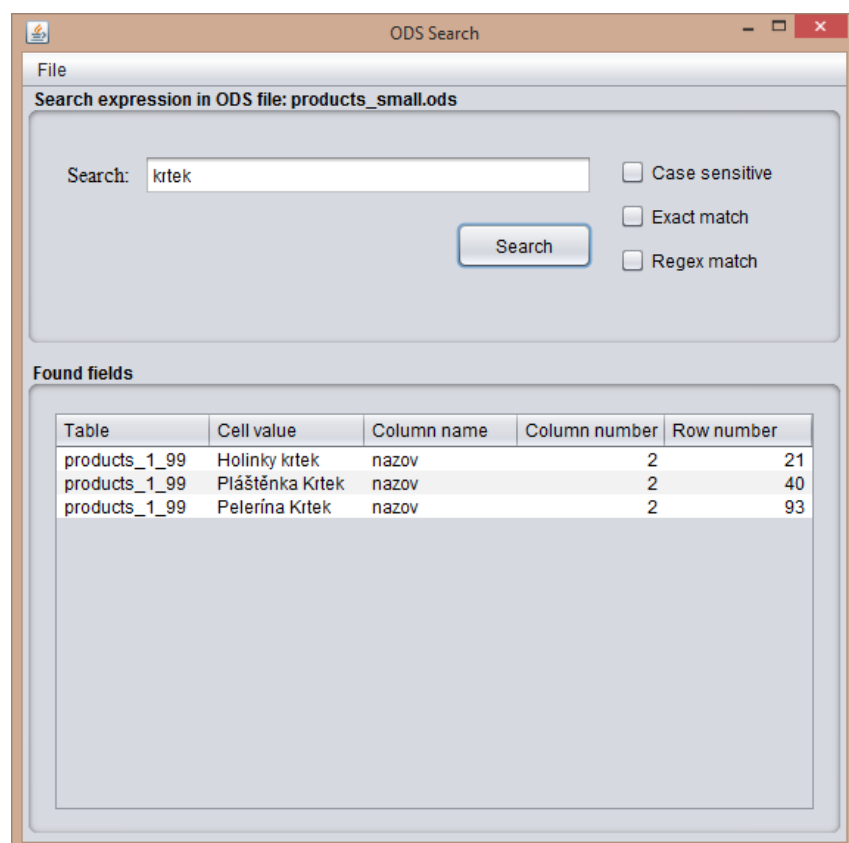 ODS Search
File
Search expression in ODS file: products_small.ods
Search: krtek
Case sensitive
Exact match
Search
Regex match
Found fields
Table Cell value Column name Column number Row number
products_1_99 Holinky krtek nazov 2 21
products_1_99 Pláštěnka Krtek nazov 2 40
products_1_99 Pelerína Krtek nazov 2 93